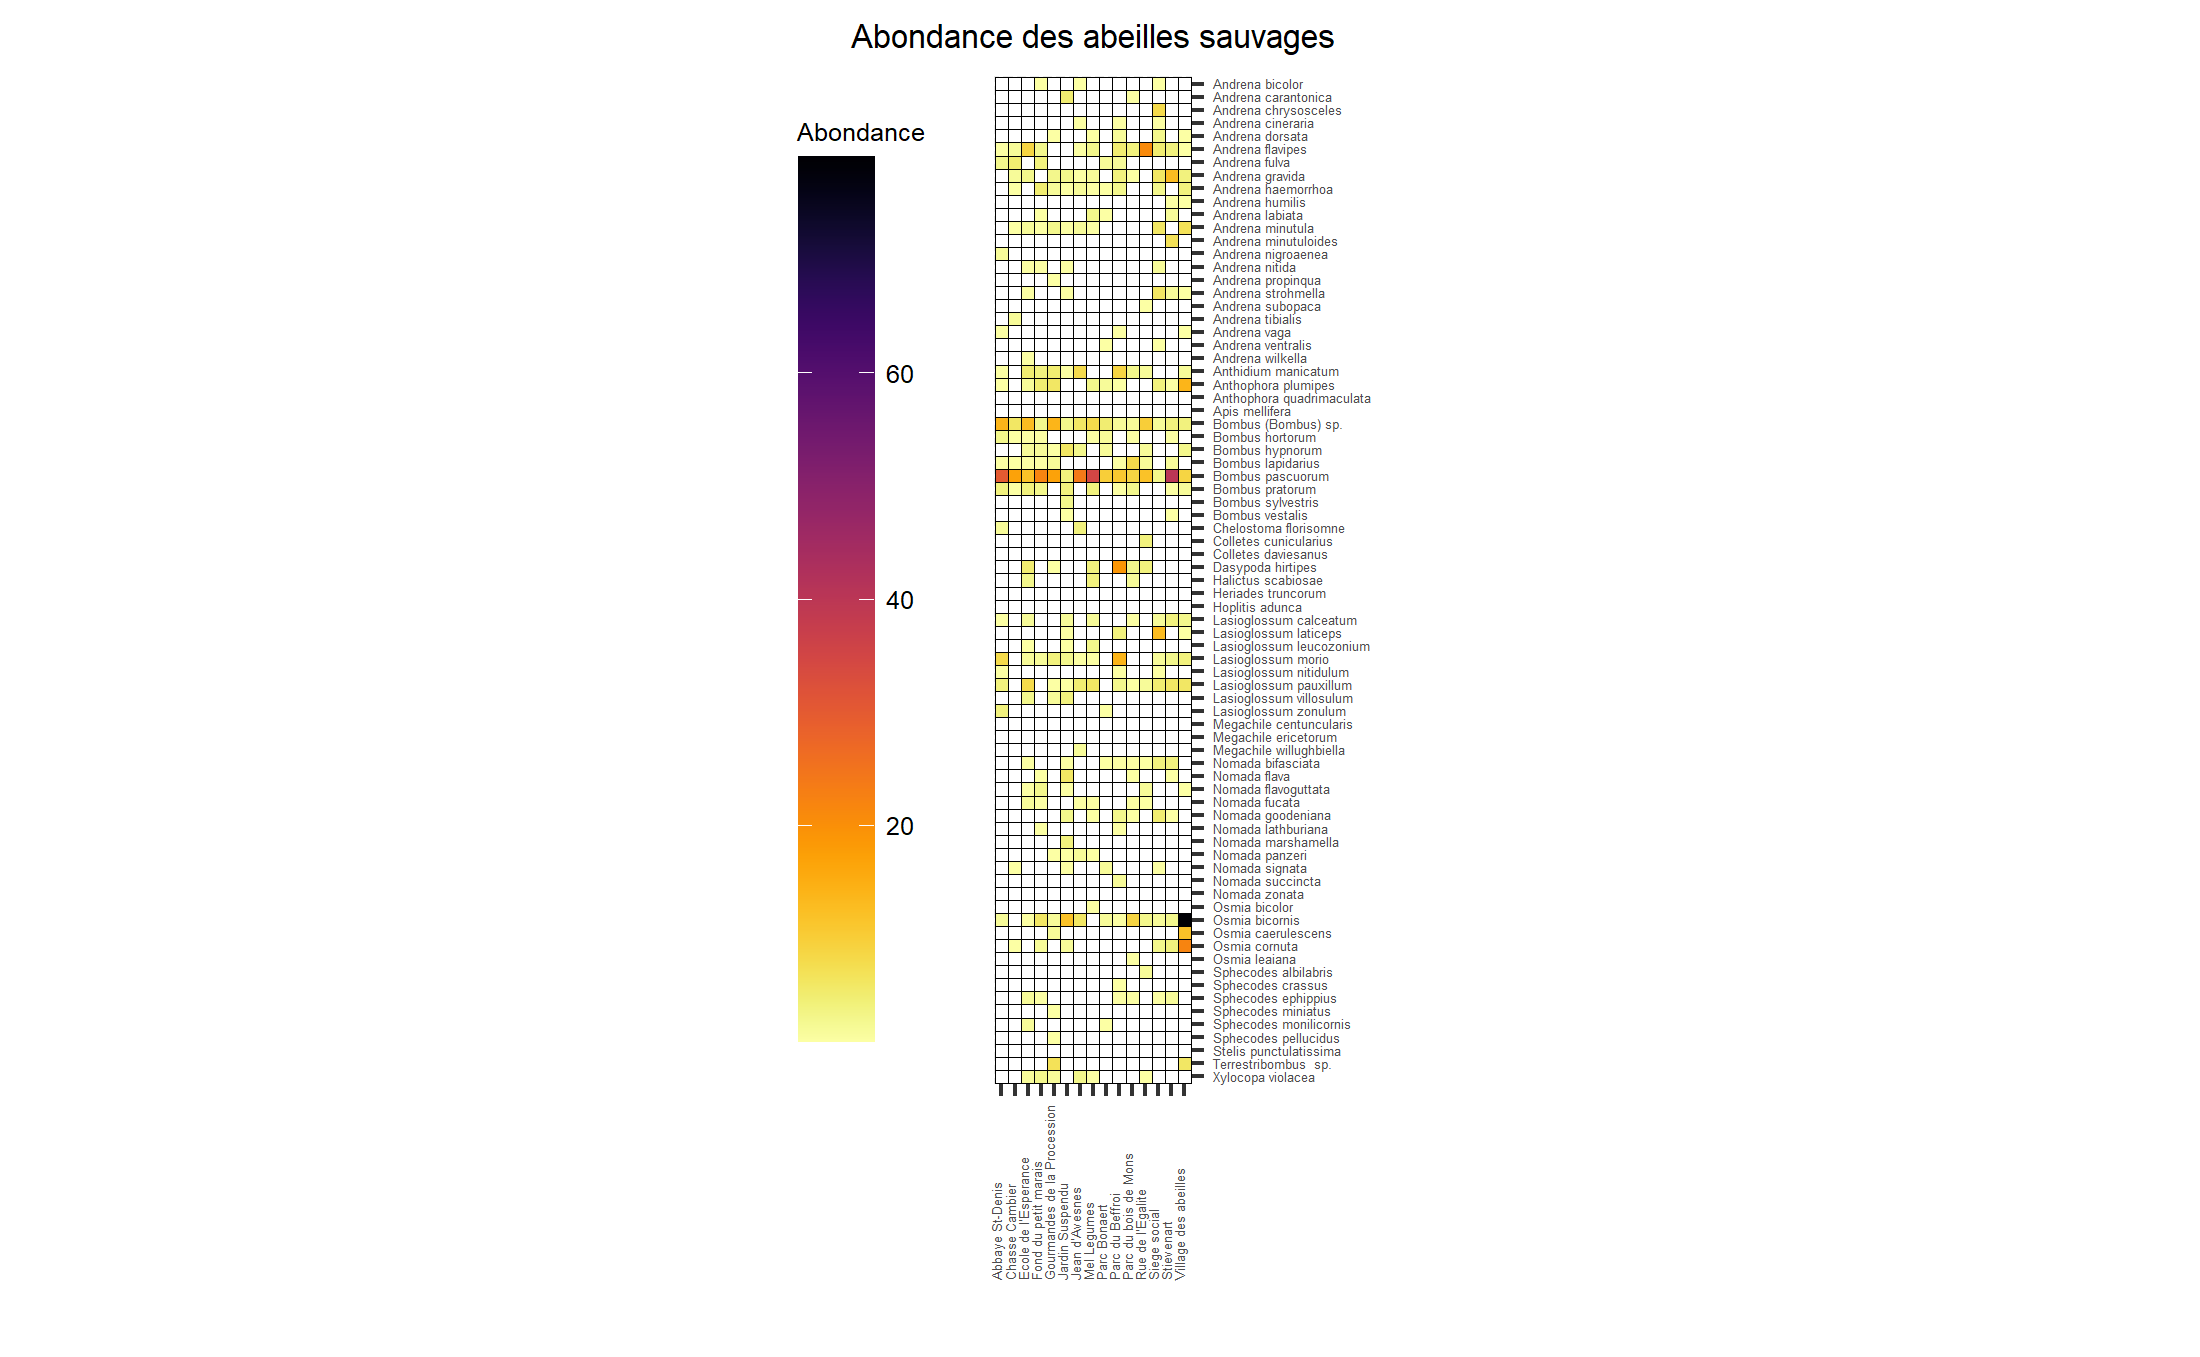 Abondance des abeilles sauvages
Abondance
60
40
20
Andrena bicolor
Andrena carantonica
Andrena chrysosceles
Andrena cineraria
Andrena dorsata
Andrena flavipes
Andrena fulva
Andrena gravida
Andrena haemorrhoa
Andrena humilis
Andrena labiata
Andrena minutula
Andrena minutuloides
Andrena nigroaenea
Andrena nitida
Andrena propinqua
Andrena strohmella
Andrena subopaca
Andrena tibialis
Andrena vaga
Andrena ventralis
Andrena wilkella
Anthidium manicatum
Anthophora plumipes
Anthophora quadrimaculata
Apis mellifera
Bombus (Bombus) sp.
Bombus hortorum
Bombus hypnorum
Bombus lapidarius
Bombus pascuorum
Bombus pratorum
Bombus sylvestris
Bombus vestalis
Chelostoma florisomne
Colletes cunicularius
Colletes daviesanus
Dasypoda hirtipes
Halictus scabiosae
Heriades truncorum
Hoplitis adunca
Lasioglossum calceatum
Lasioglossum laticeps
Lasioglossum leucozonium
Lasioglossum morio
Lasioglossum nitidulum
Lasioglossum pauxillum
Lasioglossum villosulum
Lasioglossum zonulum
Megachile centuncularis
Megachile ericetorum
Megachile willughbiella
Nomada bifasciata
Nomada flava
Nomada flavoguttata
Nomada fucata
Nomada goodeniana
Nomada lathburiana
Nomada marshamella
Nomada panzeri
Nomada signata
Nomada succincta
Nomada zonata
Osmia bicolor
Osmia bicornis
Osmia caerulescens
Osmia cornuta
Osmia leaiana
Sphecodes albilabris
Sphecodes crassus
Sphecodes ephippius
Sphecodes miniatus
Sphecodes monilicornis
Sphecodes pellucidus
Stelis punctulatissima
Terrestribombus  sp.
Xylocopa violacea
Abbaye St-Denis
Chasse Cambier
Ecole de l'Esperance
Fond du petit marais
Gourmandes de la Procession
Jardin Suspendu
Jean d'Avesnes
Mel Legumes
Parc Bonaert
Parc du Beffroi
Parc du bois de Mons
Rue de l'Egalite
Siege social
Stievenart
Village des abeilles